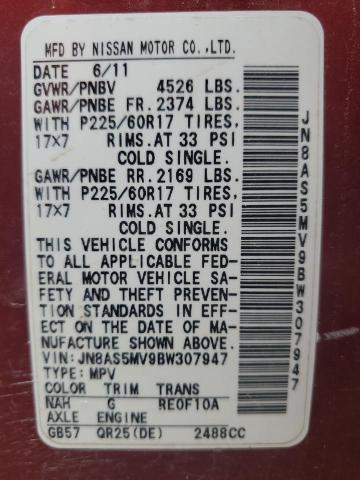 MFD BY NISSAN MOTOR CO.,LTD.
DATE 6/11
GVWR/PNBV 4526 LBS.
GAWR/PNBE FR. 2374 LBS.
WITH P225/60R17 TIRES,
17X7 RIMS.AT 33 PSI
COLD SINGLE.
GAWR/PNBE RR. 2169 LBS.
WITH P225/60R17 TIRES,
17X7 RIMS.AT 33 PSI
COLD SINGLE.
THIS VEHICLE CONFORMS
TO ALL APPLICABLE FED-
ERAL MOTOR VEHICLE SA-
FETY AND THEFT PREVEN-
TION STANDARDS IN EFF-
ECT ON THE DATE OF MA-
NUFACTURE SHOWN ABOVE.
VIN:JN8AS5MV9BW307947
TYPE:MPV
COLOR TRIM TRANS
NAH G RE0F10A
AXLE ENGINE
GB57 QR25(DE) 2488CC
JN8AS5MV9BW307947